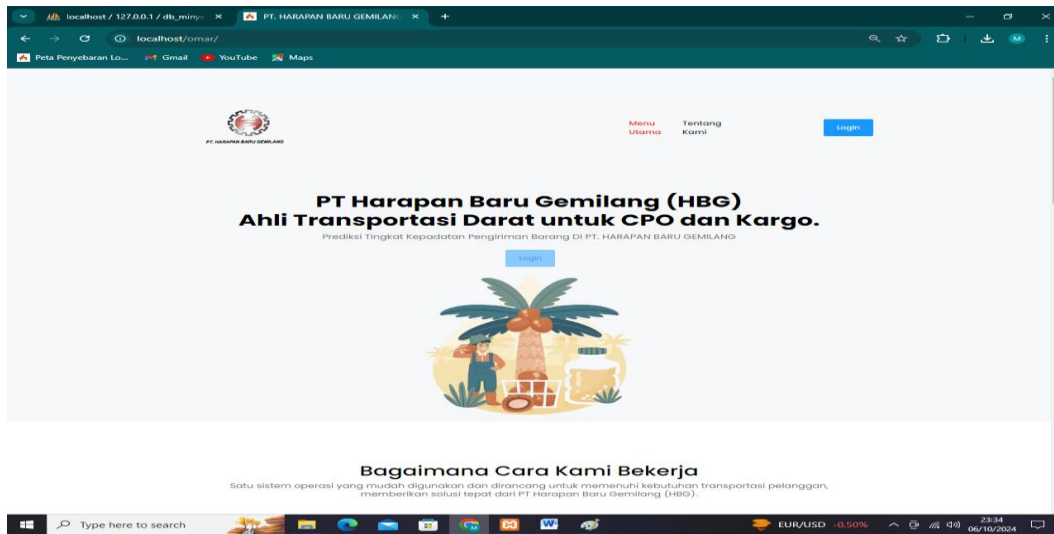 localhost / 127.0.0.1 / db_miny
PT. HARAPAN BARU GEMILANG
localhost/omar/
M
Peta Penyebaran Lo...
Gmail
YouTube
Maps
PT. HARAPAN BARU GEMILANG
Menu Utama
Tentang Kami
Login
PT Harapan Baru Gemilang (HBG)
Ahli Transportasi Darat untuk CPO dan Kargo.
Prediksi Tingkat Kepadatan Pengiriman Barang Di PT. HARAPAN BARU GEMILANG
Login
Bagaimana Cara Kami Bekerja
Satu sistem operasi yang mudah digunakan dan dirancang untuk memenuhi kebutuhan transportasi pelanggan,
memberikan solusi tepat dari PT Harapan Baru Gemilang (HBG).
Type here to search
EUR/USD -0.50%
23:34
06/10/2024